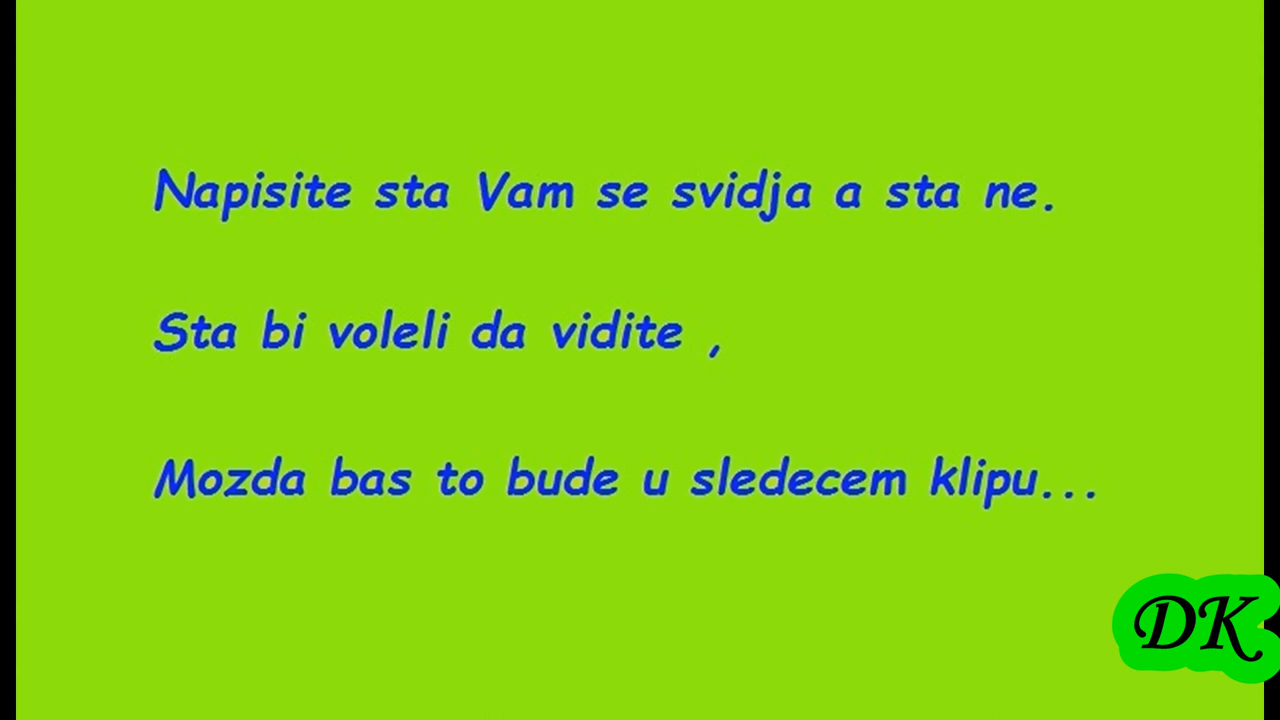 Napisite sta Vam se svidja a sta ne.
Sta bi voleli da vidite ,
Mozda bas to bude u sledecem klipu...
DK